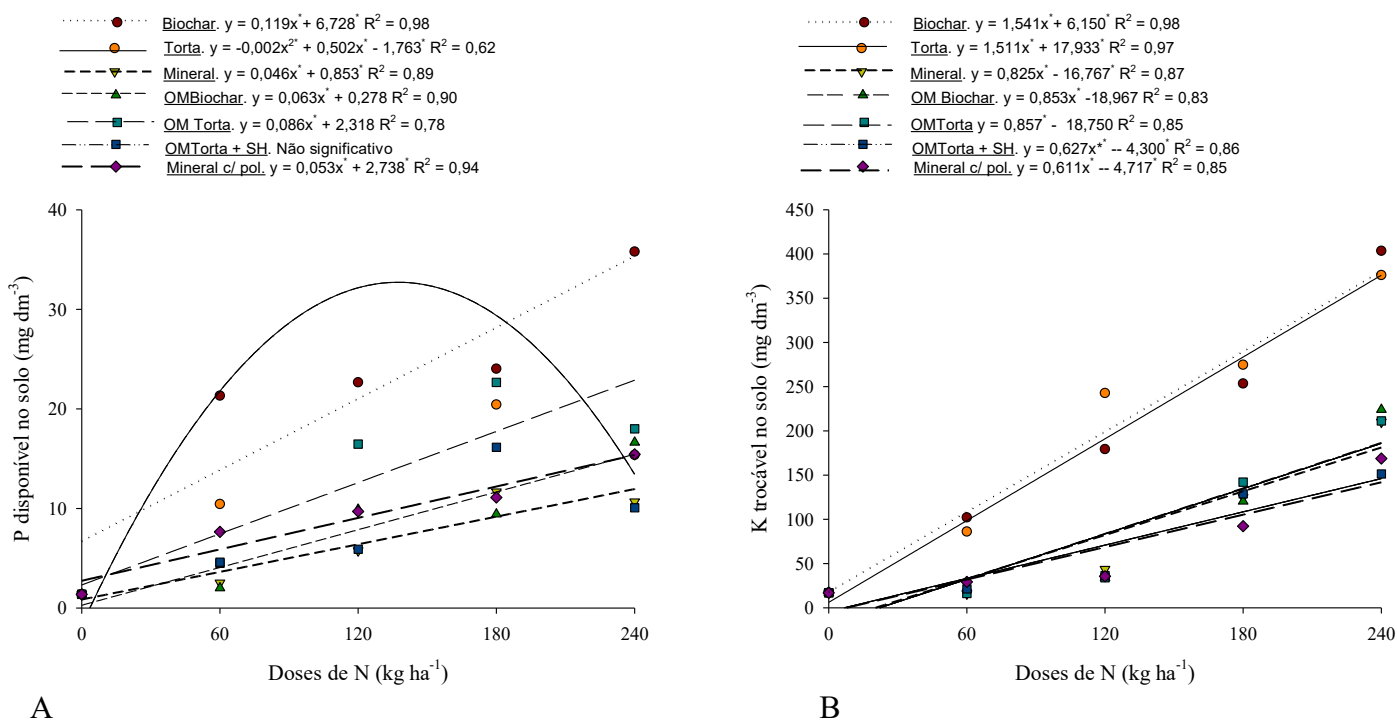 Biochar. y = 0,119x* + 6,728* R² = 0,98
Torta. y = -0,002x²* + 0,502x* - 1,763* R² = 0,62
Mineral. y = 0,046x* + 0,853* R² = 0,89
OMBiochar. y = 0,063x* + 0,278 R² = 0,90
OM Torta. y = 0,086x* + 2,318 R² = 0,78
OMTorta + SH. Não significativo
Mineral c/ pol. y = 0,053x* + 2,738* R² = 0,94
40
30
20
10
0
P disponível no solo (mg dm⁻³)
0 60 120 180 240
Doses de N (kg ha⁻¹)
A
Biochar. y = 1,541x* + 6,150* R² = 0,98
Torta. y = 1,511x* + 17,933* R² = 0,97
Mineral. y = 0,825x* - 16,767* R² = 0,87
OM Biochar. y = 0,853x* -18,967 R² = 0,83
OMTorta y = 0,857* - 18,750 R² = 0,85
OMTorta + SH. y = 0,627x** -- 4,300* R² = 0,86
Mineral c/ pol. y = 0,611x* -- 4,717* R² = 0,85
450
400
350
300
250
200
150
100
50
0
K trocável no solo (mg dm⁻³)
0 60 120 180 240
Doses de N (kg ha⁻¹)
B